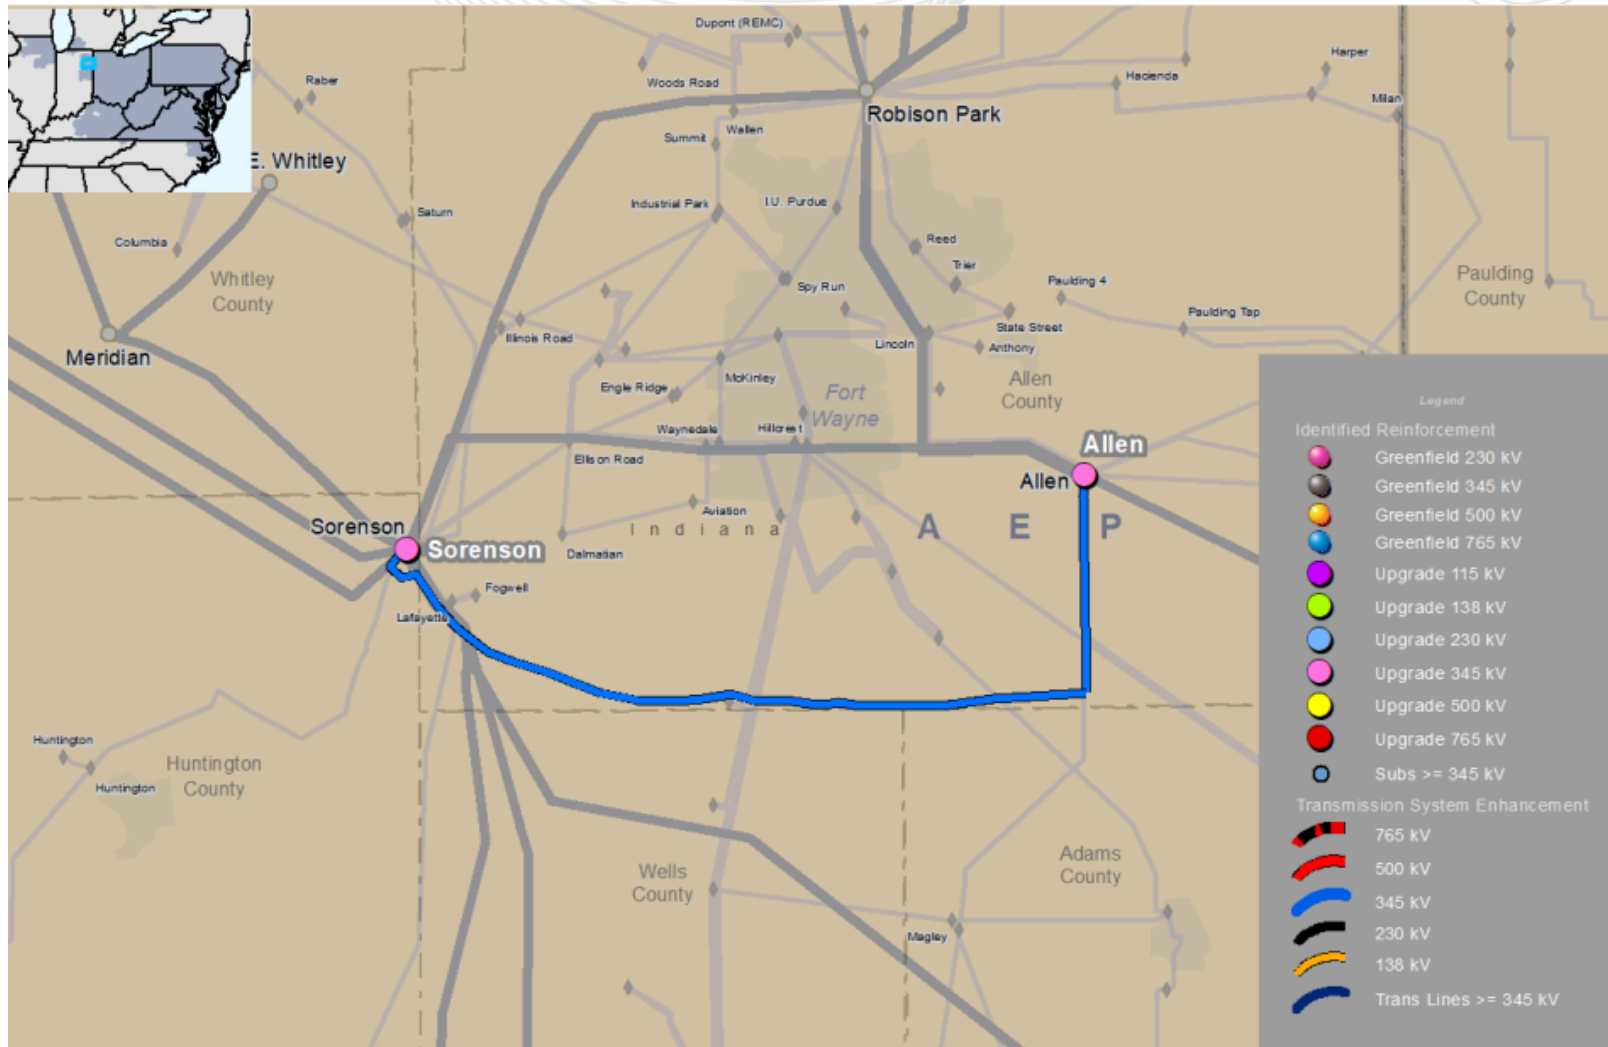 Dupont (REMC)
Harper
Raber
Woods Road
Hacienda
Milan
Robison Park
Wallen
Summit
E. Whitley
Industrial Park
I.U. Purdue
Saturn
Columbia
Reed
Trier
Whitley
County
Spy Run
Paulding 4
Paulding
County
Paulding Tap
State Street
Illinois Road
Lincoln
Anthony
Meridian
McKinley
Engle Ridge
Fort
Wayne
Allen
County
Waynedale
Hillcrest
Ellison Road
Allen
Allen
Aviation
Indiana
A E P
Sorenson
Sorenson
Dalmatian
Fogwell
Lafayette
Huntington
Huntington
County
Huntington
Wells
County
Adams
County
Magley
Legend
Identified Reinforcement
Greenfield 230 kV
Greenfield 345 kV
Greenfield 500 kV
Greenfield 765 kV
Upgrade 115 kV
Upgrade 138 kV
Upgrade 230 kV
Upgrade 345 kV
Upgrade 500 kV
Upgrade 765 kV
Subs >= 345 kV
Transmission System Enhancement
765 kV
500 kV
345 kV
230 kV
138 kV
Trans Lines >= 345 kV